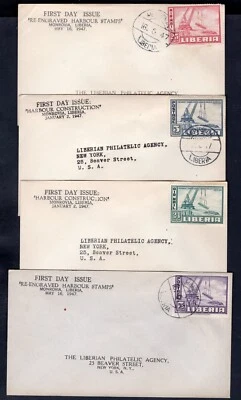 FIRST DAY ISSUE
"RE-ENGRAVED HARBOUR STAMPS"
MONROVIA, LIBERIA,
MAY 16, 1947.
LIBERIA
THE LIBERIAN PHILATELIC AGENCY,
FIRST DAY ISSUE:
"HARBOUR CONSTRUCTION"
MONROVIA, LIBERIA,
JANUARY 2, 1947.
LIBERIA
LIBERIA
LIBERIAN PHILATELIC AGENCY,
NEW YORK,
25, Beaver Street,
U. S. A.
FIRST DAY ISSUE:
"HARBOUR CONSTRUCTION"
MONROVIA, LIBERIA,
JANUARY 2, 1947.
LIBERIA
LIBERIAN PHILATELIC AGENCY,
NEW YORK,
25, Beaver Street,
U. S. A.
FIRST DAY ISSUE
"RE-ENGRAVED HARBOUR STAMPS"
MONROVIA, LIBERIA,
MAY 16, 1947.
LIBERIA
THE LIBERIAN PHILATELIC AGENCY,
25 BEAVER STREET,
NEW YORK,
U. S. A.